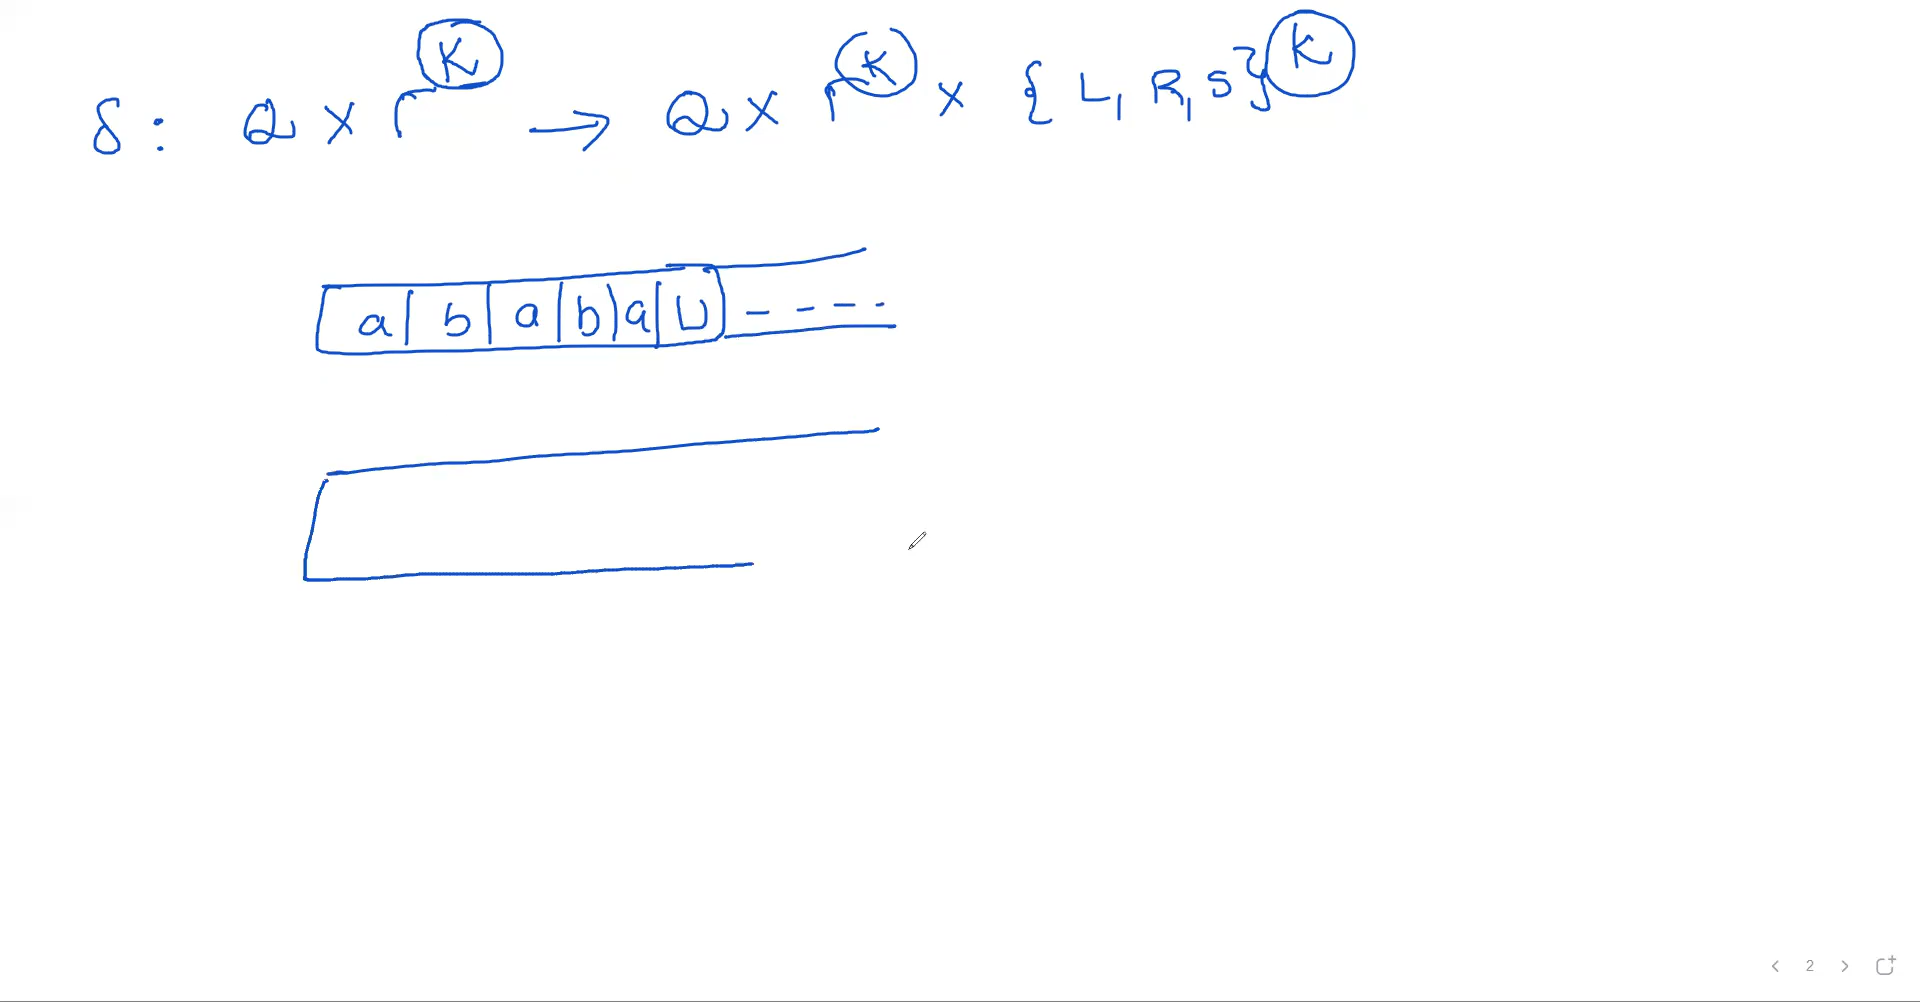 δ : Q × Γ^K → Q × Γ^K × {L, R, S}^K
a | b | a | b | a | ⊔ - - - -
2